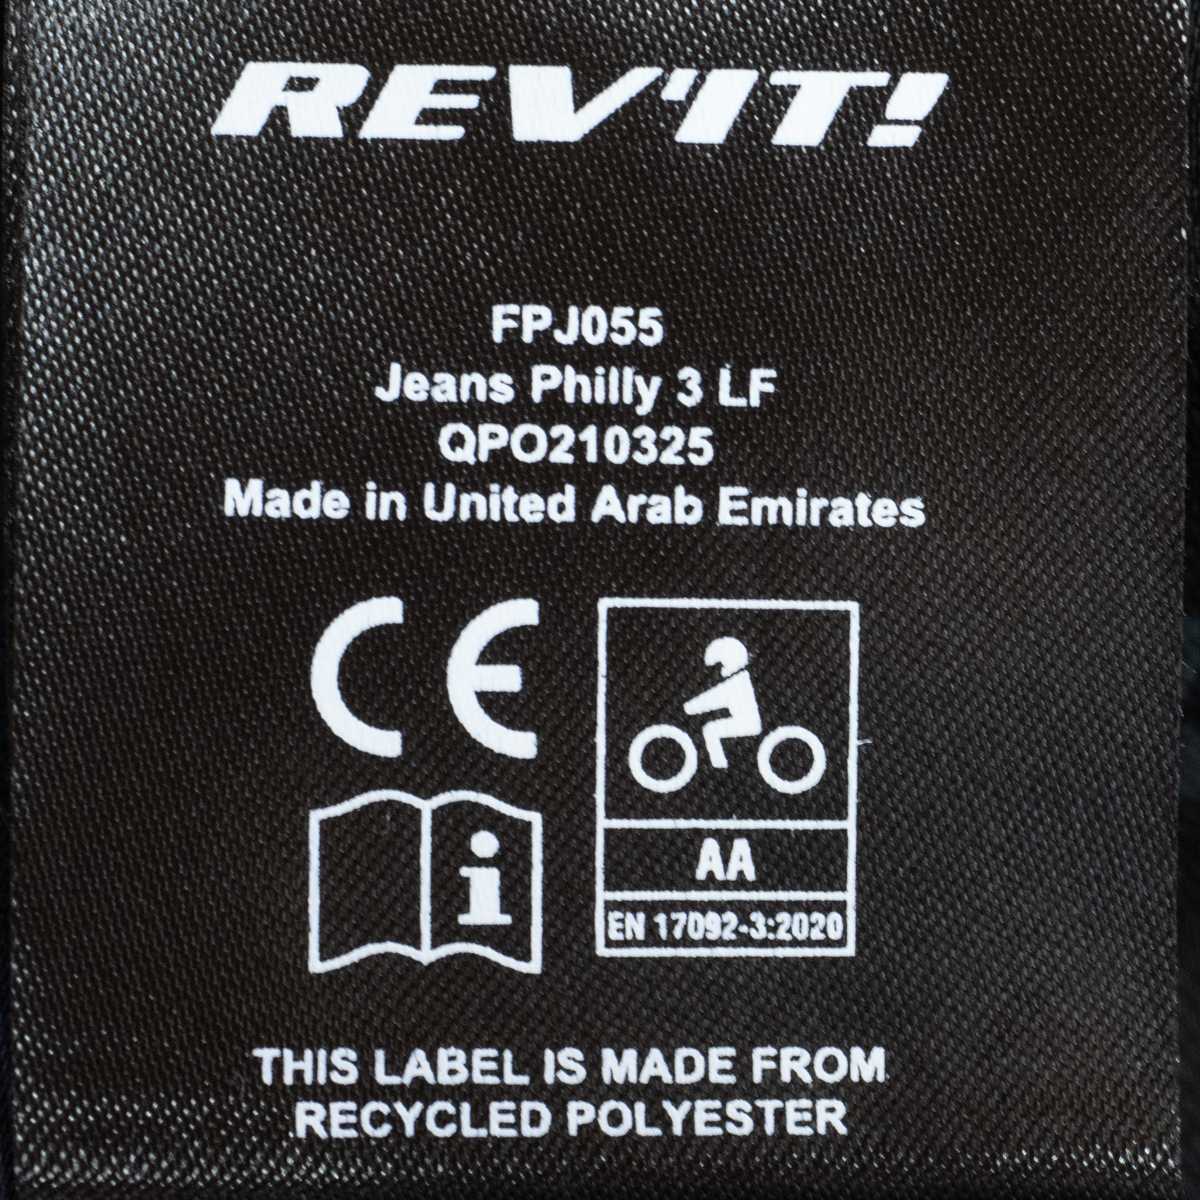 REV'IT!
FPJ055
Jeans Philly 3 LF
QPO210325
Made in United Arab Emirates
CE
i
AA
EN 17092-3:2020
THIS LABEL IS MADE FROM
RECYCLED POLYESTER